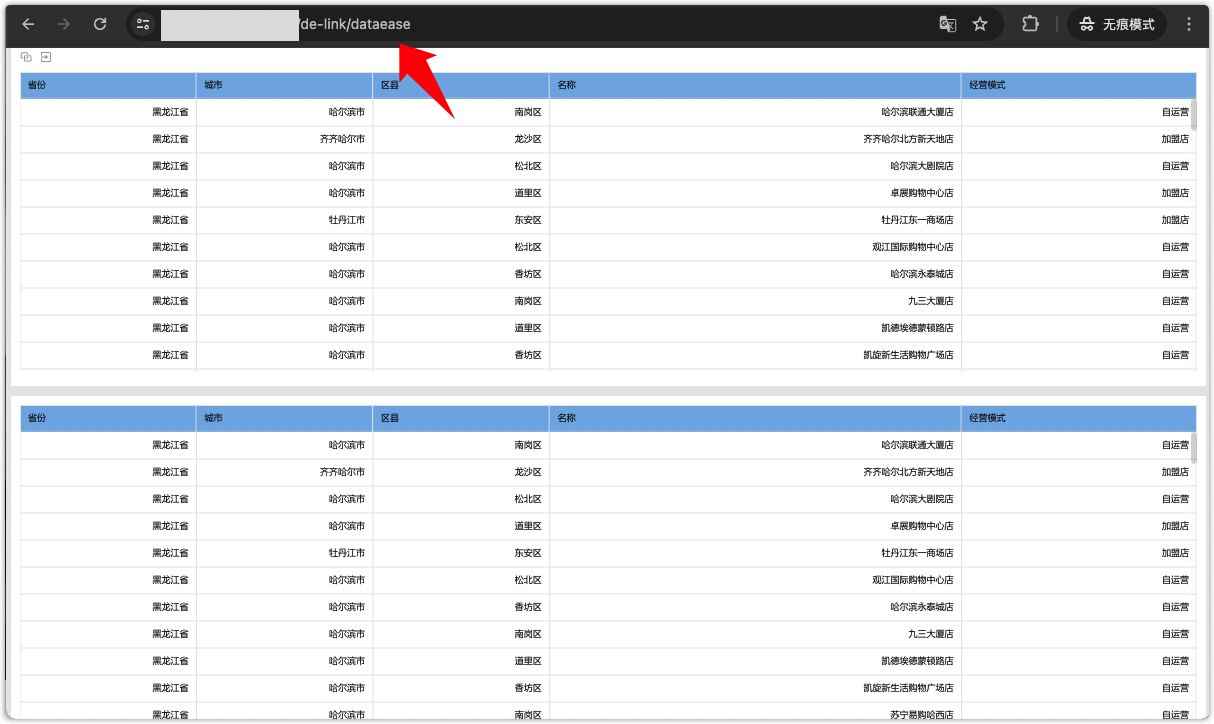 /de-link/dataease
无痕模式
省份 城市 区县 名称 经营模式
黑龙江省 哈尔滨市 南岗区 哈尔滨联通大厦店 自运营
黑龙江省 齐齐哈尔市 龙沙区 齐齐哈尔北方新天地店 加盟店
黑龙江省 哈尔滨市 松北区 哈尔滨大剧院店 自运营
黑龙江省 哈尔滨市 道里区 卓展购物中心店 加盟店
黑龙江省 牡丹江市 东安区 牡丹江东一商场店 加盟店
黑龙江省 哈尔滨市 松北区 观江国际购物中心店 自运营
黑龙江省 哈尔滨市 香坊区 哈尔滨永泰城店 自运营
黑龙江省 哈尔滨市 南岗区 九三大厦店 自运营
黑龙江省 哈尔滨市 道里区 凯德埃德蒙顿路店 自运营
黑龙江省 哈尔滨市 香坊区 凯旋新生活购物广场店 自运营
省份 城市 区县 名称 经营模式
黑龙江省 哈尔滨市 南岗区 哈尔滨联通大厦店 自运营
黑龙江省 齐齐哈尔市 龙沙区 齐齐哈尔北方新天地店 加盟店
黑龙江省 哈尔滨市 松北区 哈尔滨大剧院店 自运营
黑龙江省 哈尔滨市 道里区 卓展购物中心店 加盟店
黑龙江省 牡丹江市 东安区 牡丹江东一商场店 加盟店
黑龙江省 哈尔滨市 松北区 观江国际购物中心店 自运营
黑龙江省 哈尔滨市 香坊区 哈尔滨永泰城店 自运营
黑龙江省 哈尔滨市 南岗区 九三大厦店 自运营
黑龙江省 哈尔滨市 道里区 凯德埃德蒙顿路店 自运营
黑龙江省 哈尔滨市 香坊区 凯旋新生活购物广场店 自运营
黑龙江省 哈尔滨市 南岗区 苏宁易购哈西店 自运营